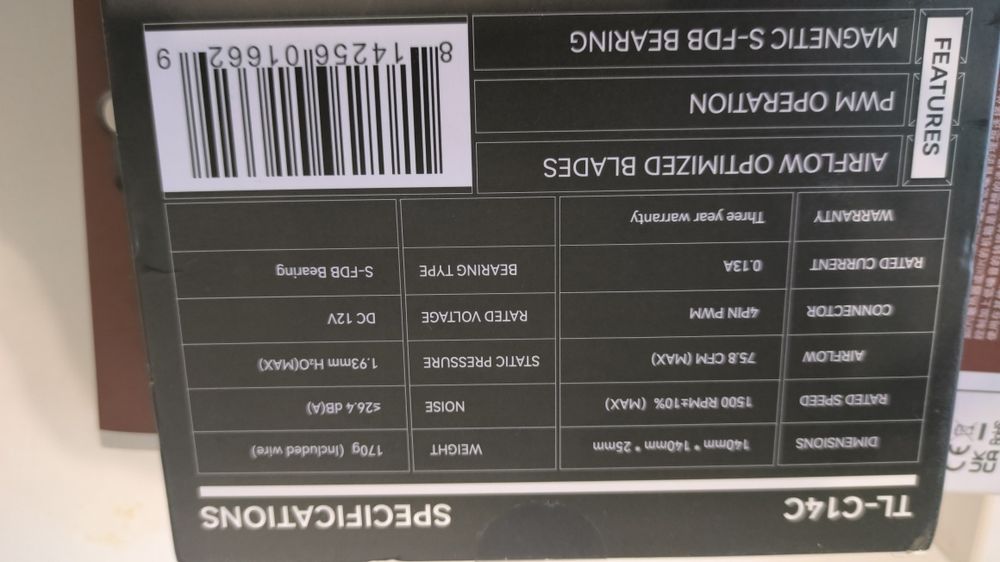 TL-C14C SPECIFICATIONS
DIMENSIONS 140mm * 140mm * 25mm WEIGHT 170g (Included wire)
RATED SPEED 1500 RPM±10% (MAX) NOISE ≤26.4 dB(A)
AIRFLOW 75.8 CFM (MAX) STATIC PRESSURE 1.93mm H₂O(MAX)
CONNECTOR 4PIN PWM RATED VOLTAGE DC 12V
RATED CURRENT 0.13A BEARING TYPE S-FDB Bearing
WARRANTY Three year warranty
FEATURES
AIRFLOW OPTIMIZED BLADES
PWM OPERATION
MAGNETIC S-FDB BEARING
8 14256 01662 9
CE
UK
CA